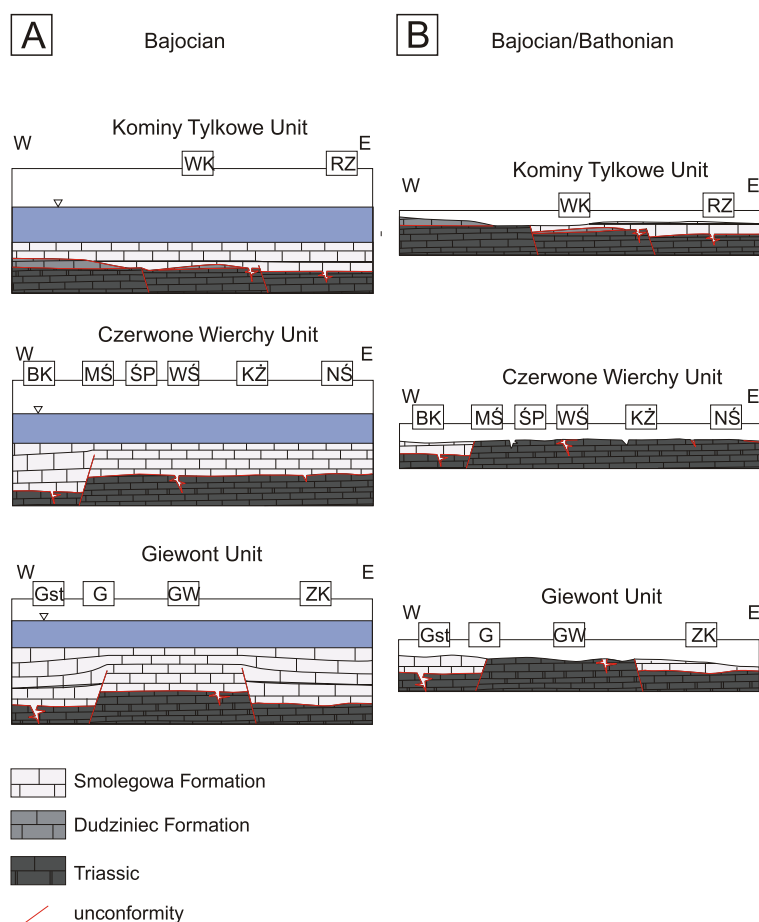 A
Bajocian
Kominy Tylkowe Unit
W
E
WK
RZ
Czerwone Wierchy Unit
W
E
BK
MŚ
ŚP
WŚ
KŻ
NŚ
Giewont Unit
W
E
Gst
G
GW
ZK
B
Bajocian/Bathonian
Kominy Tylkowe Unit
W
E
WK
RZ
Czerwone Wierchy Unit
W
E
BK
MŚ
ŚP
WŚ
KŻ
NŚ
Giewont Unit
W
E
Gst
G
GW
ZK
Smolegowa Formation
Dudziniec Formation
Triassic
unconformity